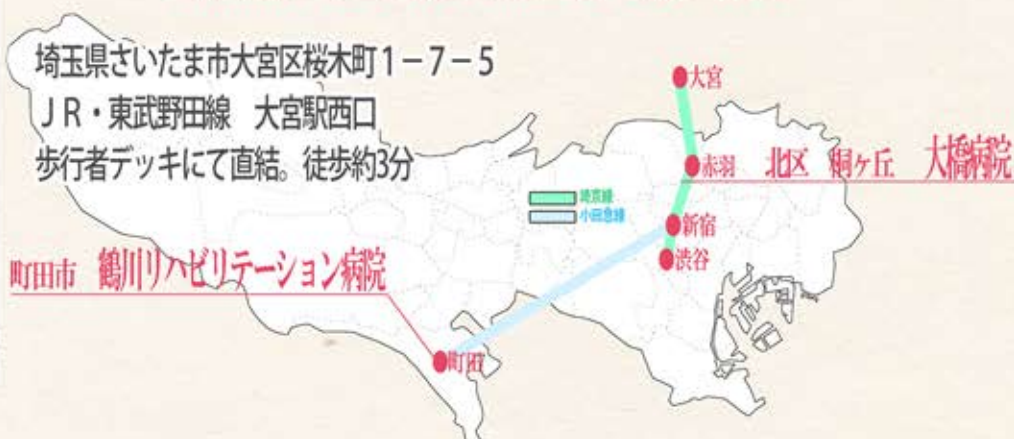 埼玉県さいたま市大宮区桜木町１－７－５
ＪＲ・東武野田線　大宮駅西口
歩行者デッキにて直結。徒歩約3分
大宮
赤羽　北区　桐ヶ丘　大橋病院
埼京線
小田急線
新宿
渋谷
町田市　鶴川リハビリテーション病院
町田